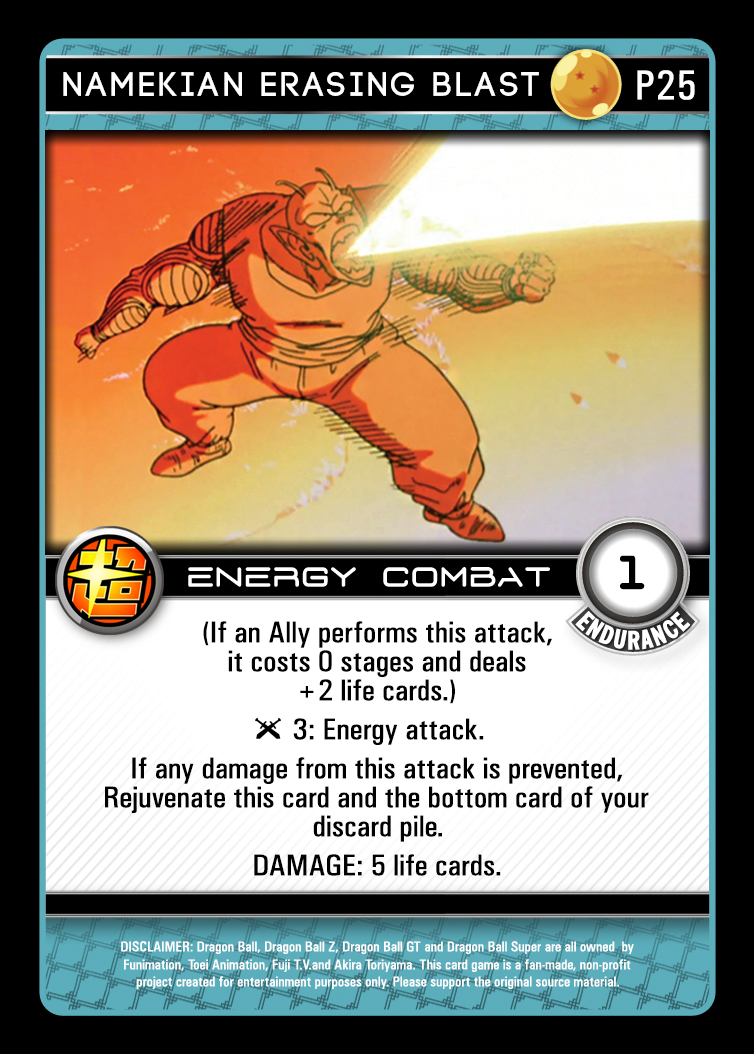 NAMEKIAN ERASING BLAST P25
ENERGY COMBAT 1
ENDURANCE
(If an Ally performs this attack,
it costs 0 stages and deals
+2 life cards.)
3: Energy attack.
If any damage from this attack is prevented,
Rejuvenate this card and the bottom card of your
discard pile.
DAMAGE: 5 life cards.
DISCLAIMER: Dragon Ball, Dragon Ball Z, Dragon Ball GT and Dragon Ball Super are all owned by
Funimation, Toei Animation, Fuji T.V.and Akira Toriyama. This card game is a fan-made, non-profit
project created for entertainment purposes only. Please support the original source material.